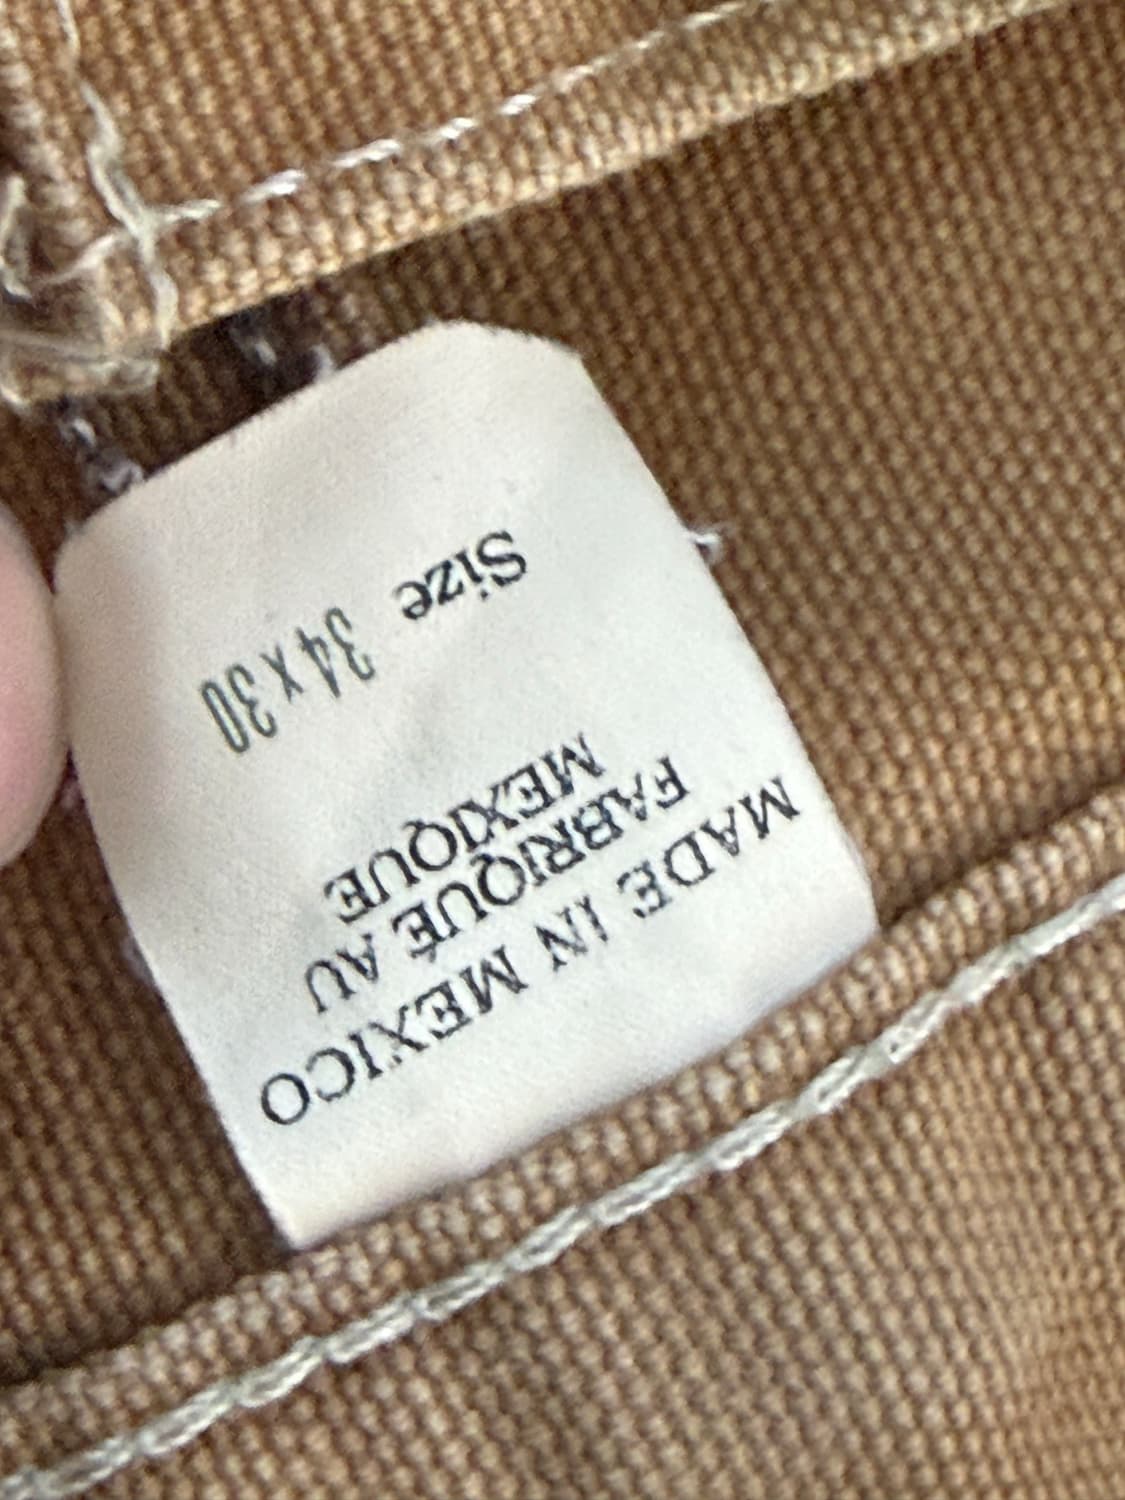 MADE IN MEXICO
FABRIQUÉ AU
MEXIQUE
Size 34 x 30